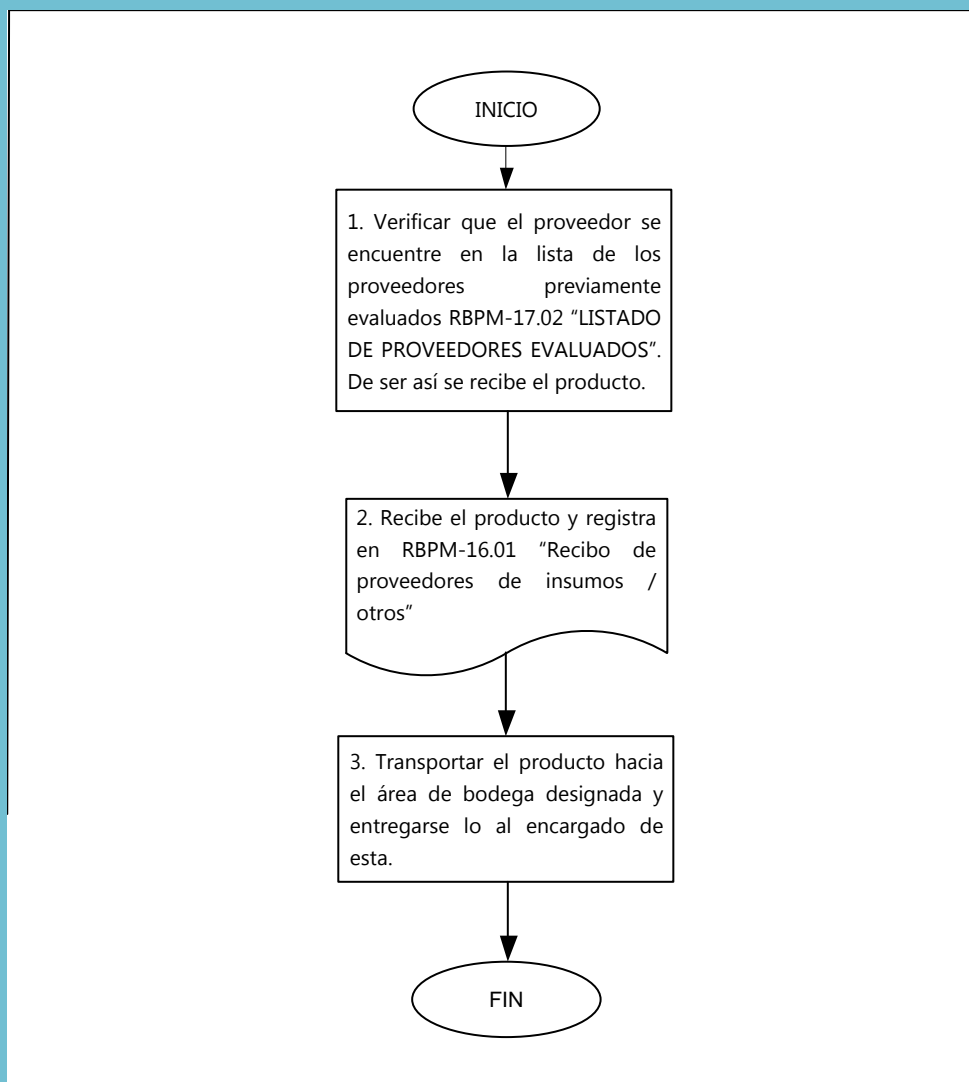 INICIO
1. Verificar que el proveedor se
encuentre en la lista de los
proveedores previamente
evaluados RBPM-17.02 “LISTADO
DE PROVEEDORES EVALUADOS”.
De ser así se recibe el producto.
2. Recibe el producto y registra
en RBPM-16.01 “Recibo de
proveedores de insumos /
otros”
3. Transportar el producto hacia
el área de bodega designada y
entregarse lo al encargado de
esta.
FIN